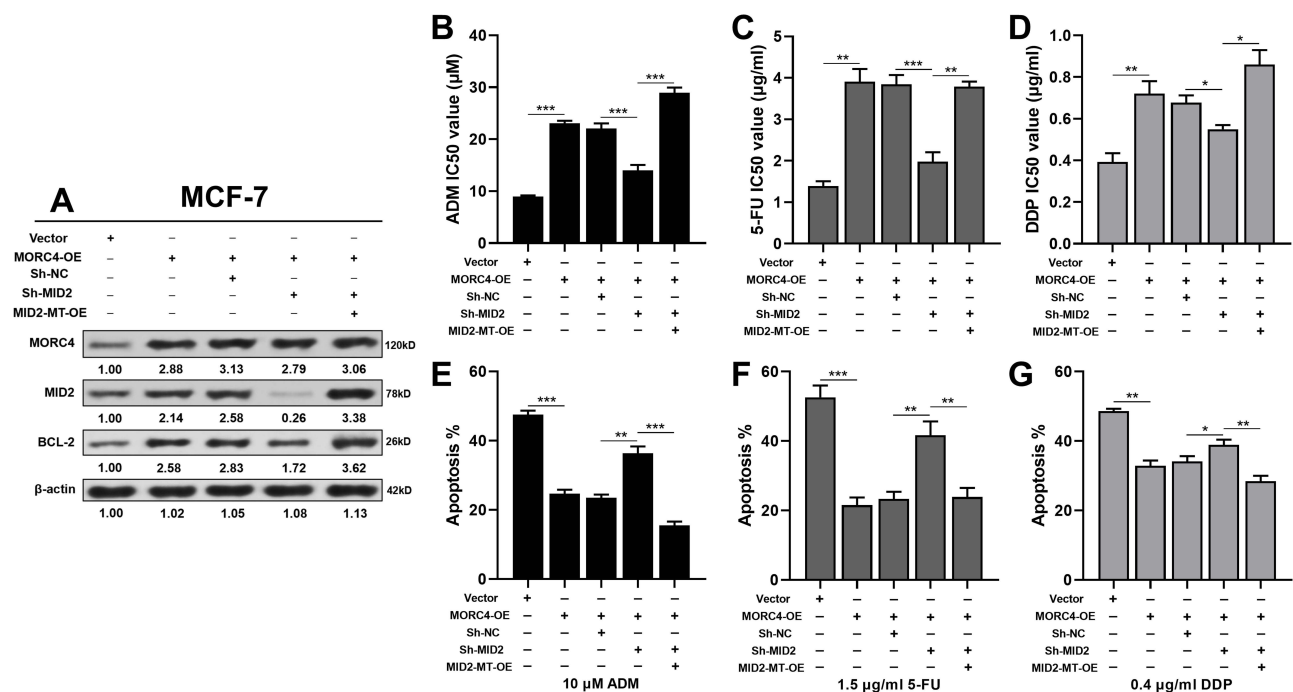 A
MCF-7
Vector + – – – –
MORC4-OE – + + + +
Sh-NC – – + – –
Sh-MID2 – – – + +
MID2-MT-OE – – – – +
MORC4 120kD
1.00 2.88 3.13 2.79 3.06
MID2 78kD
1.00 2.14 2.58 0.26 3.38
BCL-2 26kD
1.00 2.58 2.83 1.72 3.62
β-actin 42kD
1.00 1.02 1.05 1.08 1.13
B
ADM IC50 value (μM)
40
30
20
10
0
*** *** ***
Vector + – – – –
MORC4-OE – + + + +
Sh-NC – – + – –
Sh-MID2 – – – + +
MID2-MT-OE – – – – +
C
5-FU IC50 value (μg/ml)
5
4
3
2
1
0
** *** **
Vector + – – – –
MORC4-OE – + + + +
Sh-NC – – + – –
Sh-MID2 – – – + +
MID2-MT-OE – – – – +
D
DDP IC50 value (μg/ml)
1.0
0.8
0.6
0.4
0.2
0.0
** * *
Vector + – – – –
MORC4-OE – + + + +
Sh-NC – – + – –
Sh-MID2 – – – + +
MID2-MT-OE – – – – +
E
Apoptosis %
60
40
20
0
*** ** ***
Vector + – – – –
MORC4-OE – + + + +
Sh-NC – – + – –
Sh-MID2 – – – + +
MID2-MT-OE – – – – +
10 μM ADM
F
Apoptosis %
60
40
20
0
*** ** **
Vector + – – – –
MORC4-OE – + + + +
Sh-NC – – + – –
Sh-MID2 – – – + +
MID2-MT-OE – – – – +
1.5 μg/ml 5-FU
G
Apoptosis %
60
40
20
0
** * **
Vector + – – – –
MORC4-OE – + + + +
Sh-NC – – + – –
Sh-MID2 – – – + +
MID2-MT-OE – – – – +
0.4 μg/ml DDP